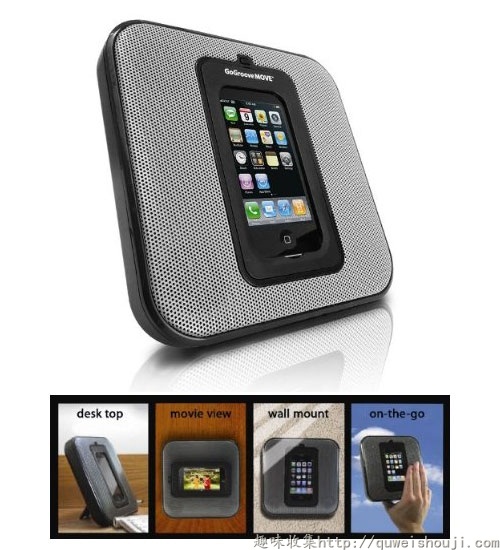 GoGroove MOVE
desk top
movie view
wall mount
on-the-go
趣味收集http://quweishouji.com